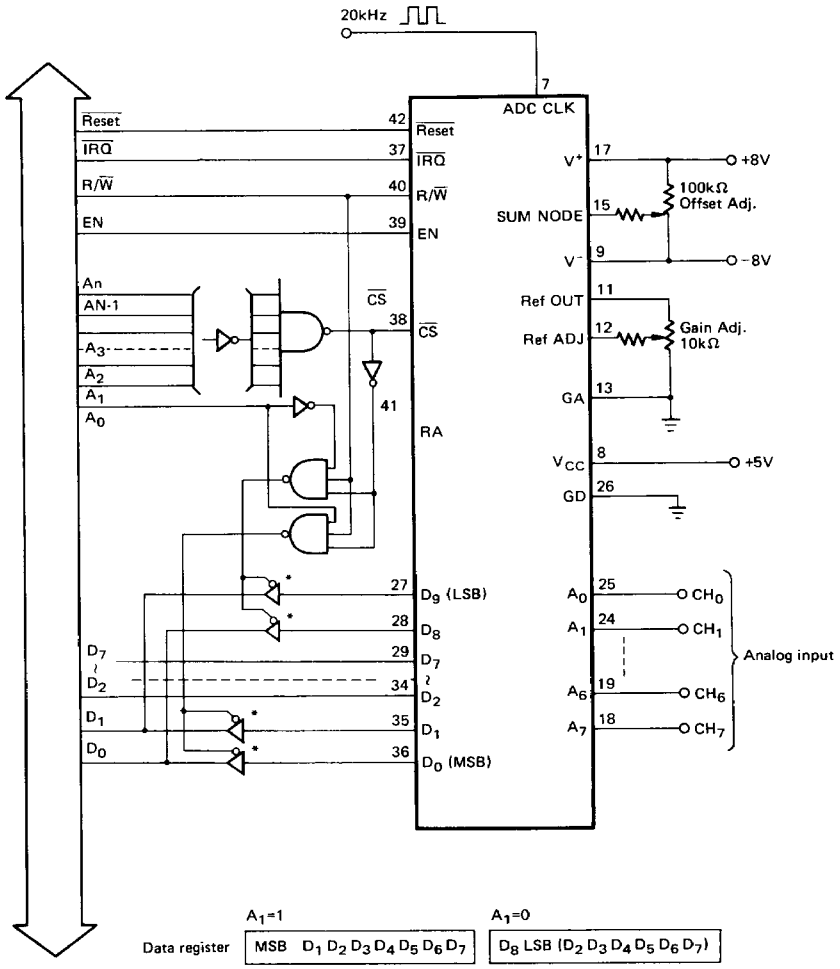 20kHz
7
ADC CLK
Reset 42 Reset
IRQ 37 IRQ
R/W 40 R/W
EN 39 EN
An
AN-1
A3
A2
A1
A0
CS
38 CS
41
RA
V+ 17 +8V
100kΩ
Offset Adj.
SUM NODE 15
V- 9 -8V
Ref OUT 11
Ref ADJ 12
Gain Adj.
10kΩ
GA 13
VCC 8 +5V
GD 26
* 27 D9 (LSB)
* 28 D8
D7 29 D7
~ ~
D2 34 D2
D1 * 35 D1
D0 * 36 D0 (MSB)
A0 25 CH0
A1 24 CH1
A6 19 CH6
A7 18 CH7
Analog input
A1=1 A1=0
Data register MSB D1 D2 D3 D4 D5 D6 D7 D8 LSB (D2 D3 D4 D5 D6 D7)